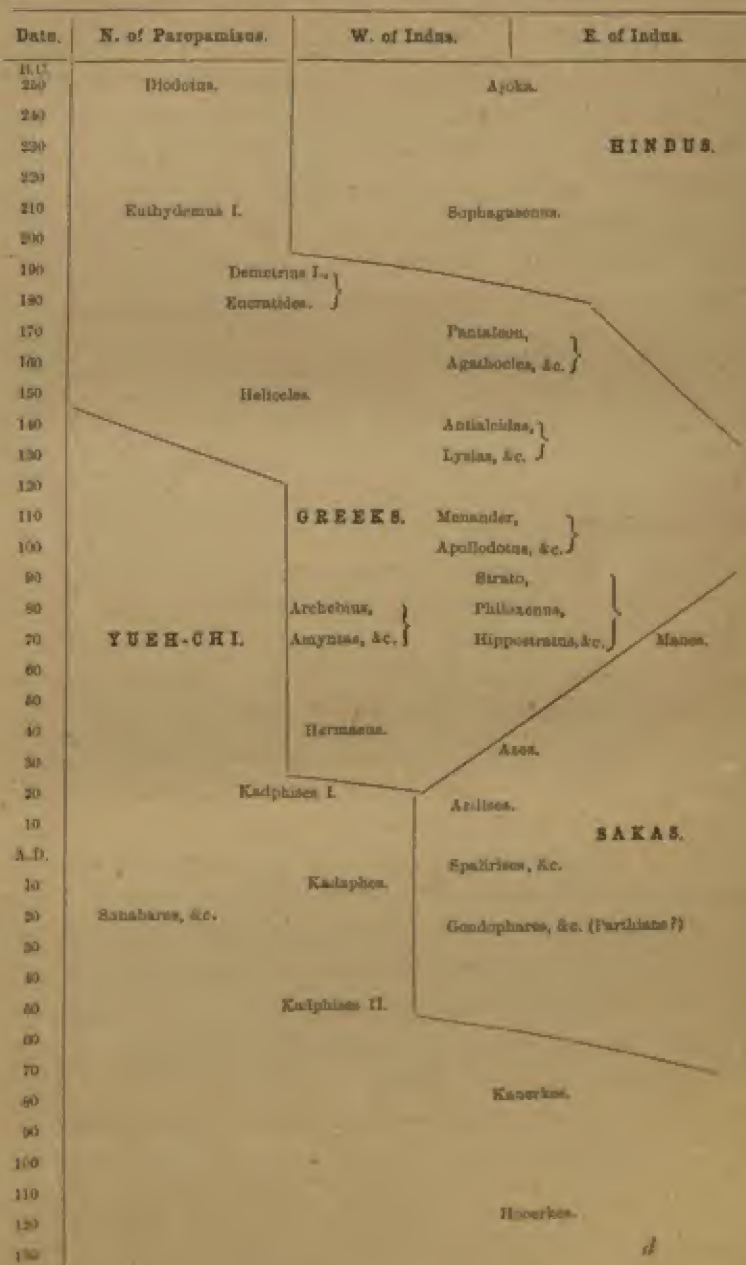 Date. N. of Paropamisus. W. of Indus. E. of Indus.
B.C.
250 Diodotus. Açoka.
240
230 HINDUS.
220
210 Euthydemus I. Sophagasenus.
200
190 Demetrius I.,
180 Eucratides.
170 Pantaleon,
160 Agathocles, &c.
150 Heliocles.
140 Antialcidas,
130 Lysias, &c.
120
110 GREEKS. Menander,
100 Apollodotus, &c.
90 Strato,
80 Archebius, Philoxenus,
70 YUEH-CHI. Amyntas, &c. Hippostratus, &c. Maues.
60
50
40 Hermaeus.
Azes.
30
20 Kadphises I.
Azilises.
10 SAKAS.
A.D.
Spalirises, &c.
10 Kadaphes.
20 Sanabares, &c. Gondophares, &c. (Parthians?)
30
40
50 Kadphises II.
60
70
80 Kanerkes.
90
100
110
120 Hooerkes.
130 d